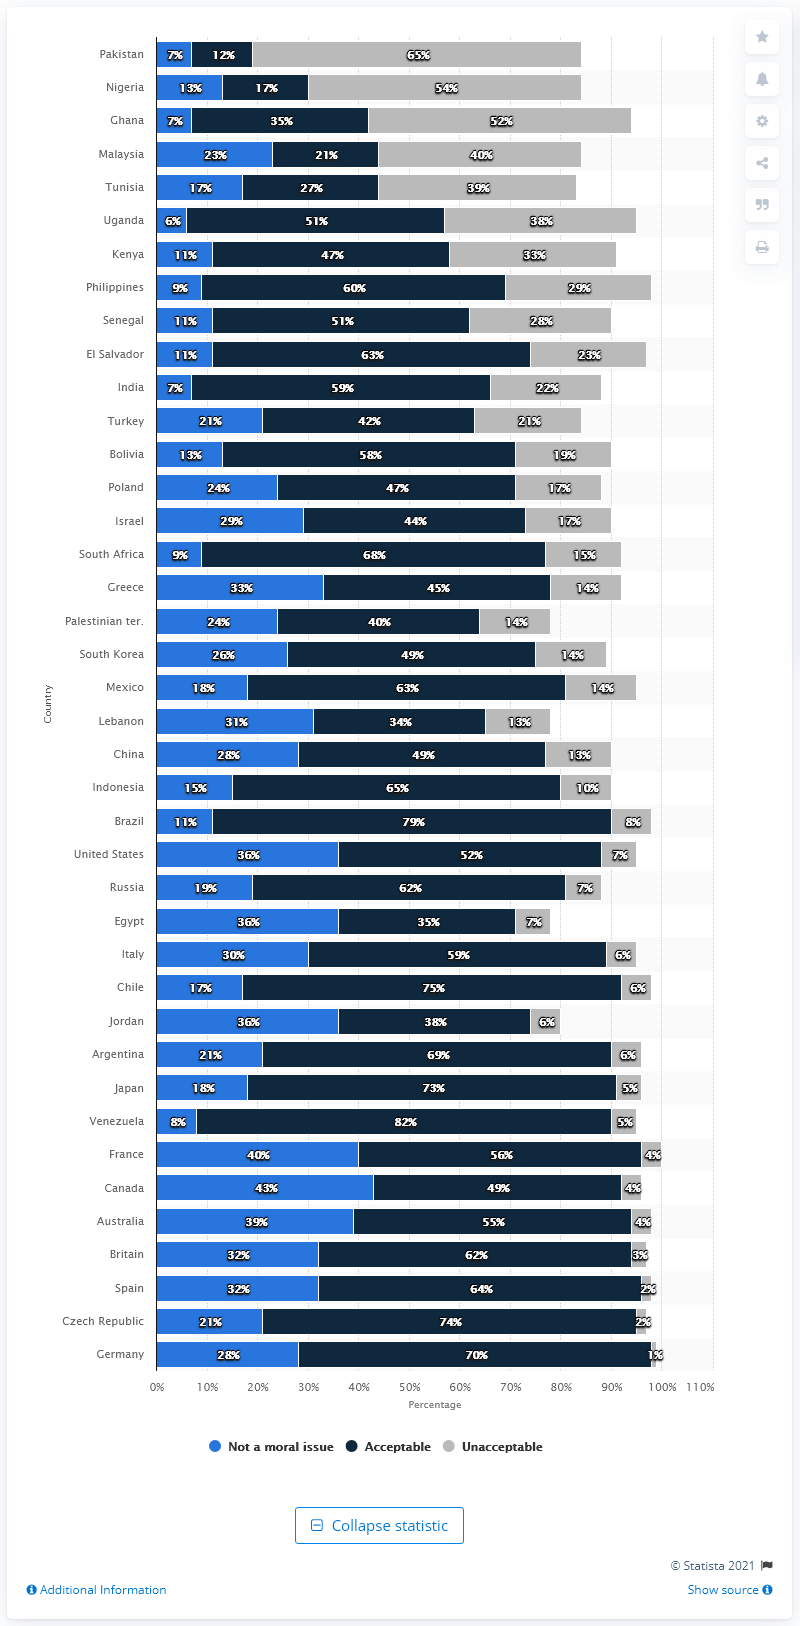 Pakistan 7% 12% 65%
Nigeria 13% 17% 54%
Ghana 7% 35% 52%
Malaysia 23% 21% 40%
Tunisia 17% 27% 39%
Uganda 6% 51% 38%
Kenya 11% 47% 33%
Philippines 9% 60% 29%
Senegal 11% 51% 28%
El Salvador 11% 63% 23%
India 7% 59% 22%
Turkey 21% 42% 21%
Bolivia 13% 58% 19%
Poland 24% 47% 17%
Israel 29% 44% 17%
South Africa 9% 68% 15%
Greece 33% 45% 14%
Palestinian ter. 24% 40% 14%
South Korea 26% 49% 14%
Mexico 18% 63% 14%
Country
Lebanon 31% 34% 13%
China 28% 49% 13%
Indonesia 15% 65% 10%
Brazil 11% 79% 8%
United States 36% 52% 7%
Russia 19% 62% 7%
Egypt 36% 35% 7%
Italy 30% 59% 6%
Chile 17% 75% 6%
Jordan 36% 38% 6%
Argentina 21% 69% 6%
Japan 18% 73% 5%
Venezuela 8% 82% 5%
France 40% 56% 4%
Canada 43% 49% 4%
Australia 39% 55% 4%
Britain 32% 62% 3%
Spain 32% 64% 2%
Czech Republic 21% 74% 2%
Germany 28% 70% 1%
0% 10% 20% 30% 40% 50% 60% 70% 80% 90% 100% 110%
Percentage
Not a moral issue Acceptable Unacceptable
Collapse statistic
© Statista 2021
Additional Information Show source